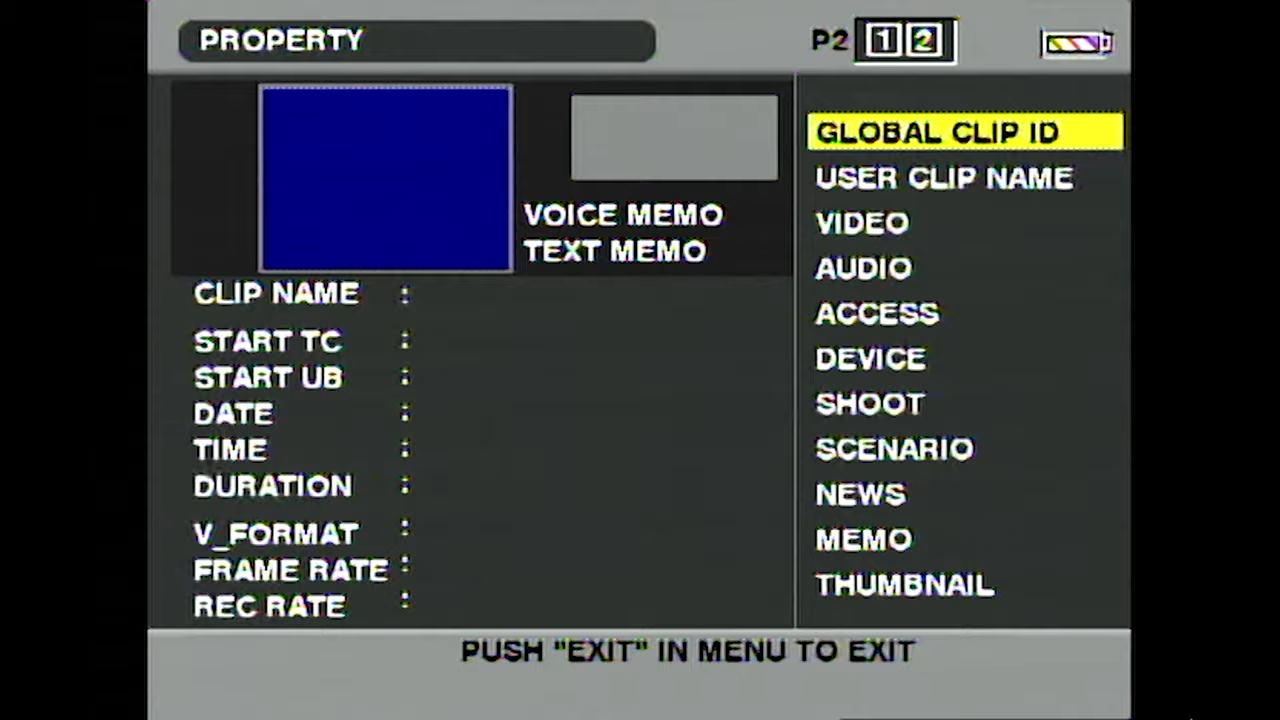 PROPERTY
P2 1 2
VOICE MEMO
TEXT MEMO
CLIP NAME :
START TC :
START UB :
DATE :
TIME :
DURATION :
V_FORMAT :
FRAME RATE :
REC RATE :
GLOBAL CLIP ID
USER CLIP NAME
VIDEO
AUDIO
ACCESS
DEVICE
SHOOT
SCENARIO
NEWS
MEMO
THUMBNAIL
PUSH "EXIT" IN MENU TO EXIT